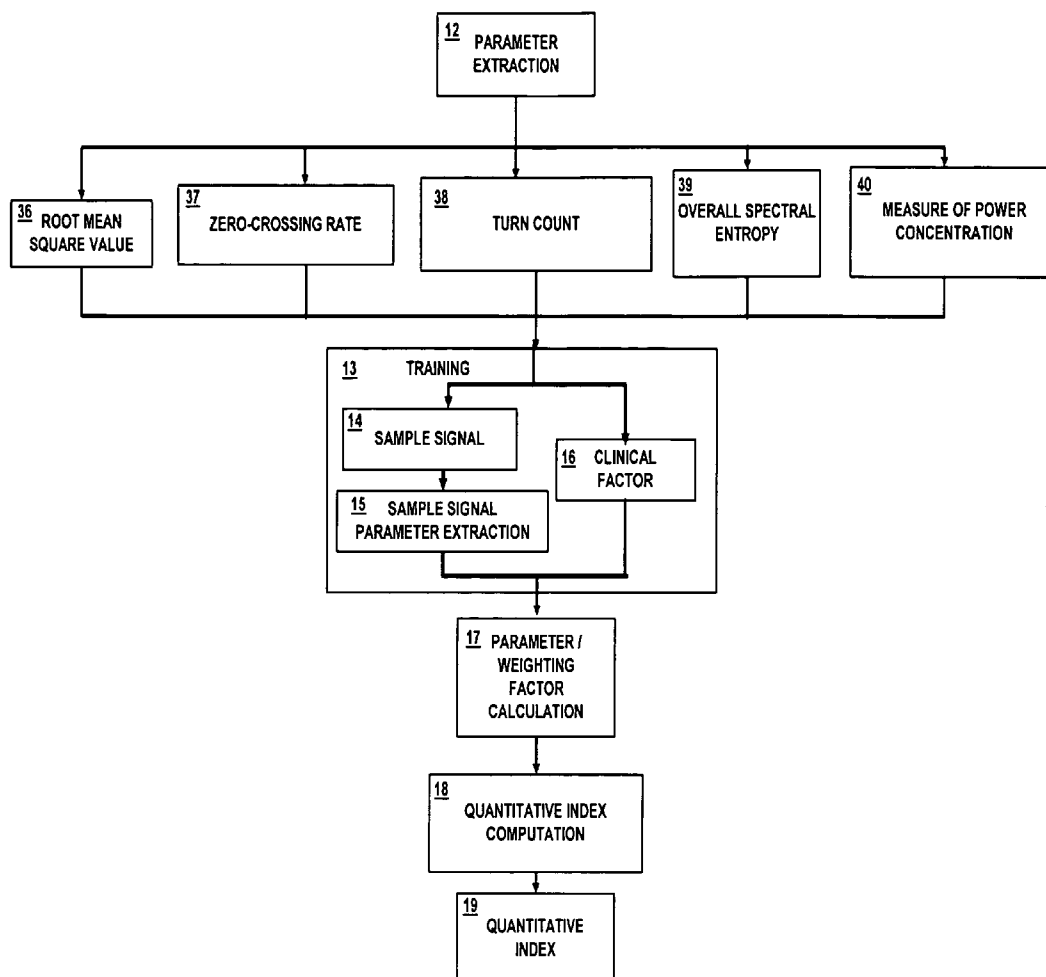 12 PARAMETER
EXTRACTION
36 ROOT MEAN
SQUARE VALUE
37
ZERO-CROSSING RATE
38
TURN COUNT
39
OVERALL SPECTRAL
ENTROPY
40
MEASURE OF POWER
CONCENTRATION
13 TRAINING
14
SAMPLE SIGNAL
15 SAMPLE SIGNAL
PARAMETER EXTRACTION
16 CLINICAL
FACTOR
17 PARAMETER /
WEIGHTING
FACTOR
CALCULATION
18
QUANTITATIVE INDEX
COMPUTATION
19
QUANTITATIVE
INDEX